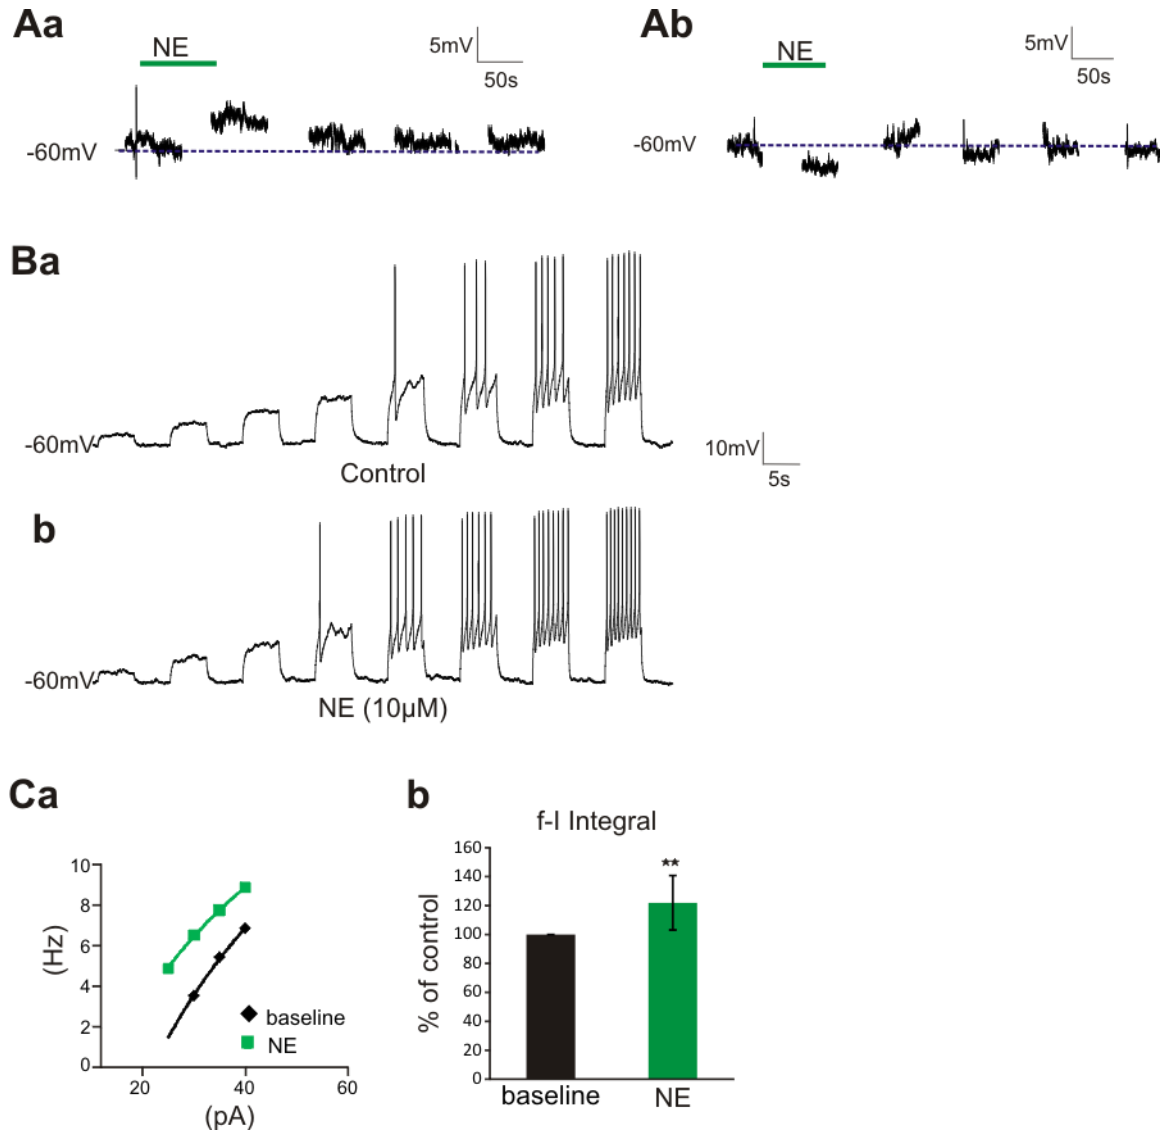 Aa
NE
5mV
50s
-60mV
Ab
NE
5mV
50s
-60mV
Ba
-60mV
Control
10mV
5s
b
-60mV
NE (10µM)
Ca
10
8
6
4
2
0
(Hz)
baseline
NE
20
40
60
(pA)
b
f-I Integral
160
140
120
100
80
60
40
20
0
% of control
**
baseline
NE